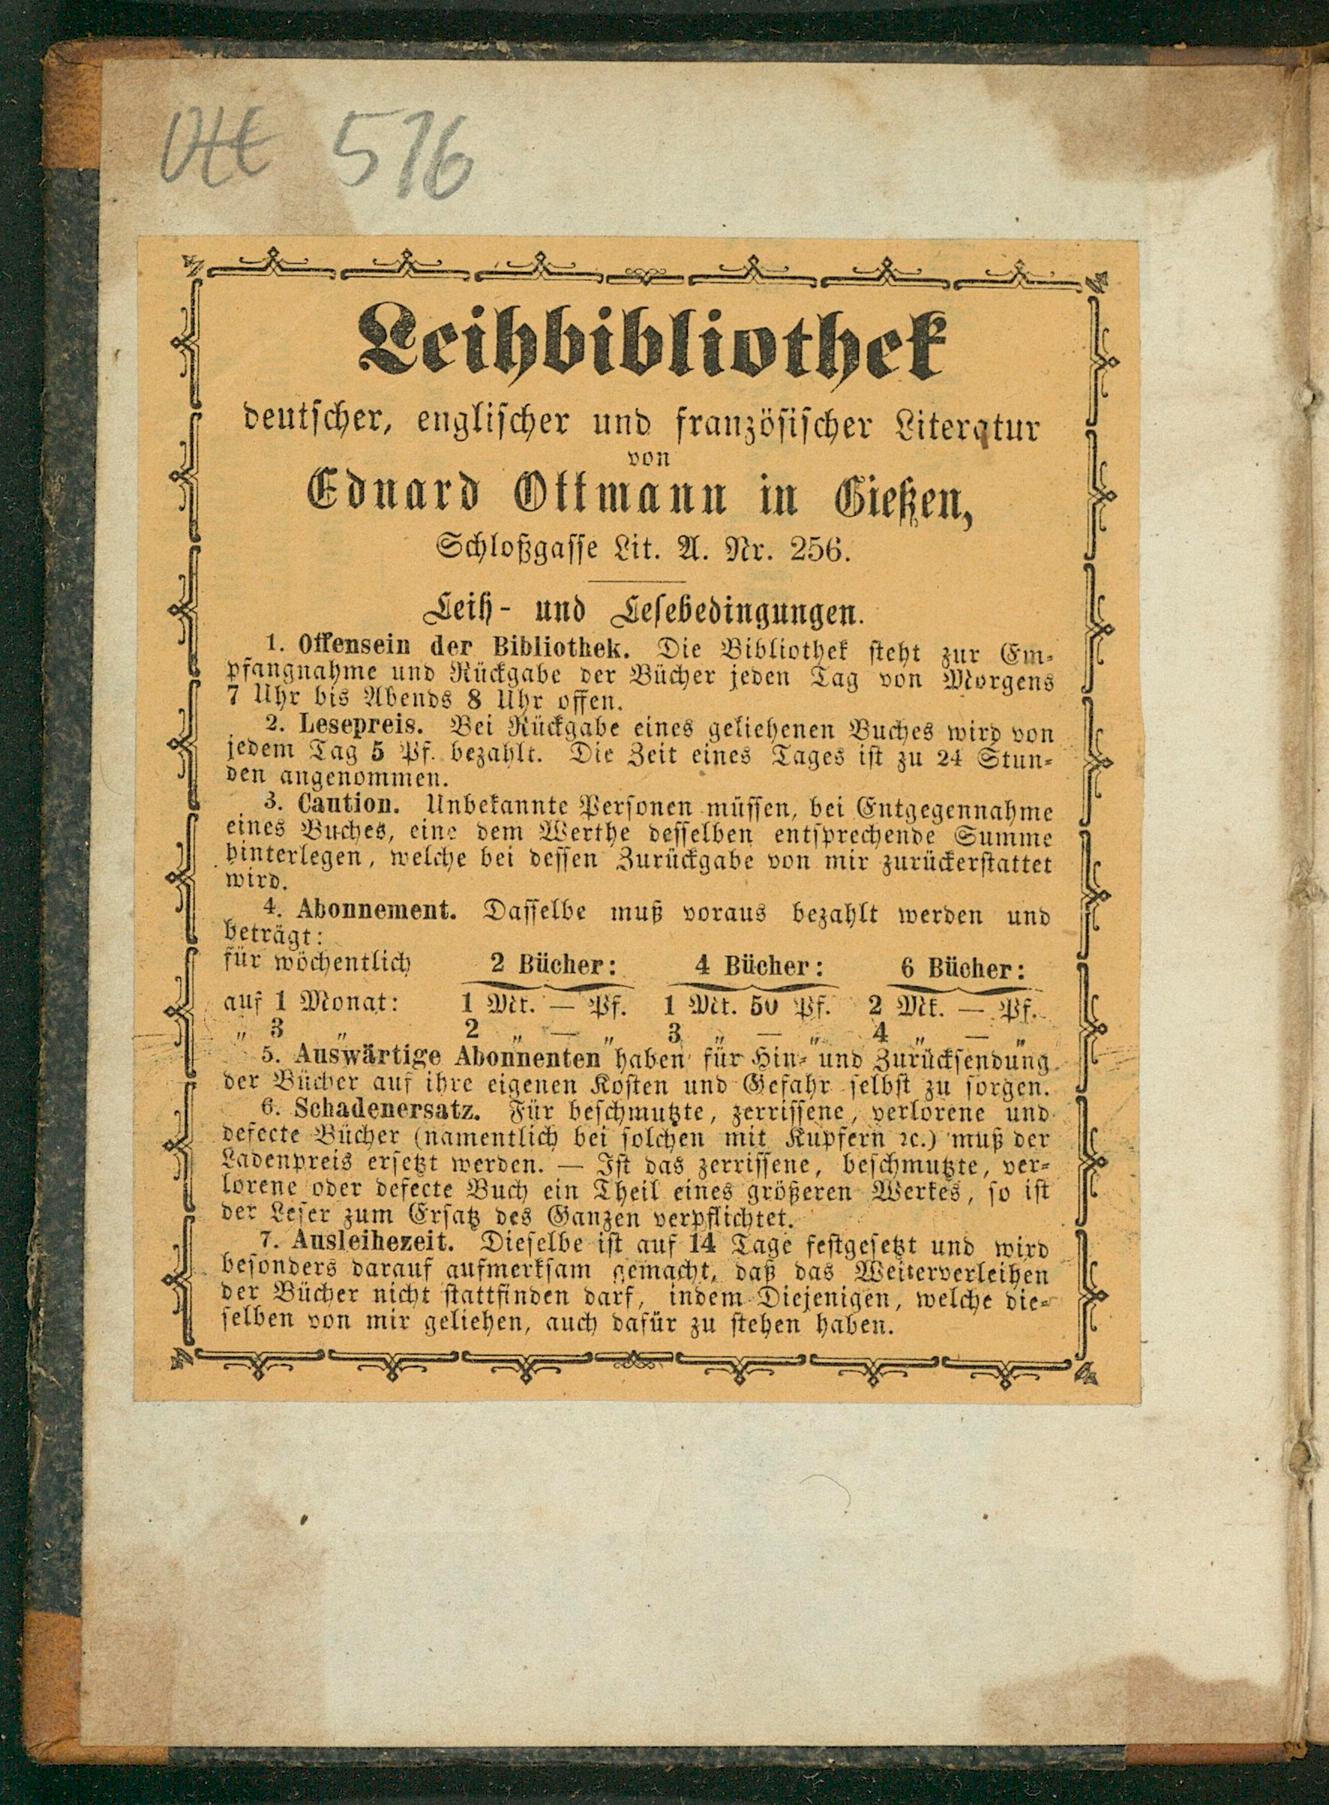 Ott 516
Leihbibliothek
deutscher, englischer und französischer Literatur
von
Eduard Ottmann in Gießen,
Schloßgasse Lit. A. Nr. 256.
Leih- und Lesebedingungen.
1. Offensein der Bibliothek. Die Bibliothek steht zur Em-
pfangnahme und Rückgabe der Bücher jeden Tag von Morgens
7 Uhr bis Abends 8 Uhr offen.
2. Lesepreis. Bei Rückgabe eines geliehenen Buches wird von
jedem Tag 5 Pf. bezahlt. Die Zeit eines Tages ist zu 24 Stun-
den angenommen.
3. Caution. Unbekannte Personen müssen, bei Entgegennahme
eines Buches, eine dem Werthe desselben entsprechende Summe
hinterlegen, welche bei dessen Zurückgabe von mir zurückerstattet
wird.
4. Abonnement. Dasselbe muß voraus bezahlt werden und
beträgt:
für wöchentlich 2 Bücher: 4 Bücher: 6 Bücher:
auf 1 Monat: 1 Mk. — Pf. 1 Mk. 50 Pf. 2 Mk. — Pf.
„ 3 „ 2 „ — „ 3 „ — „ 4 „ — „
5. Auswärtige Abonnenten haben für Hin- und Zurücksendung
der Bücher auf ihre eigenen Kosten und Gefahr selbst zu sorgen.
6. Schadenersatz. Für beschmutzte, zerrissene, verlorene und
defecte Bücher (namentlich bei solchen mit Kupfern ꝛc.) muß der
Ladenpreis ersetzt werden. — Ist das zerrissene, beschmutzte, ver-
lorene oder defecte Buch ein Theil eines größeren Werkes, so ist
der Leser zum Ersatz des Ganzen verpflichtet.
7. Ausleihezeit. Dieselbe ist auf 14 Tage festgesetzt und wird
besonders darauf aufmerksam gemacht, daß das Weiterverleihen
der Bücher nicht stattfinden darf, indem Diejenigen, welche die-
selben von mir geliehen, auch dafür zu stehen haben.